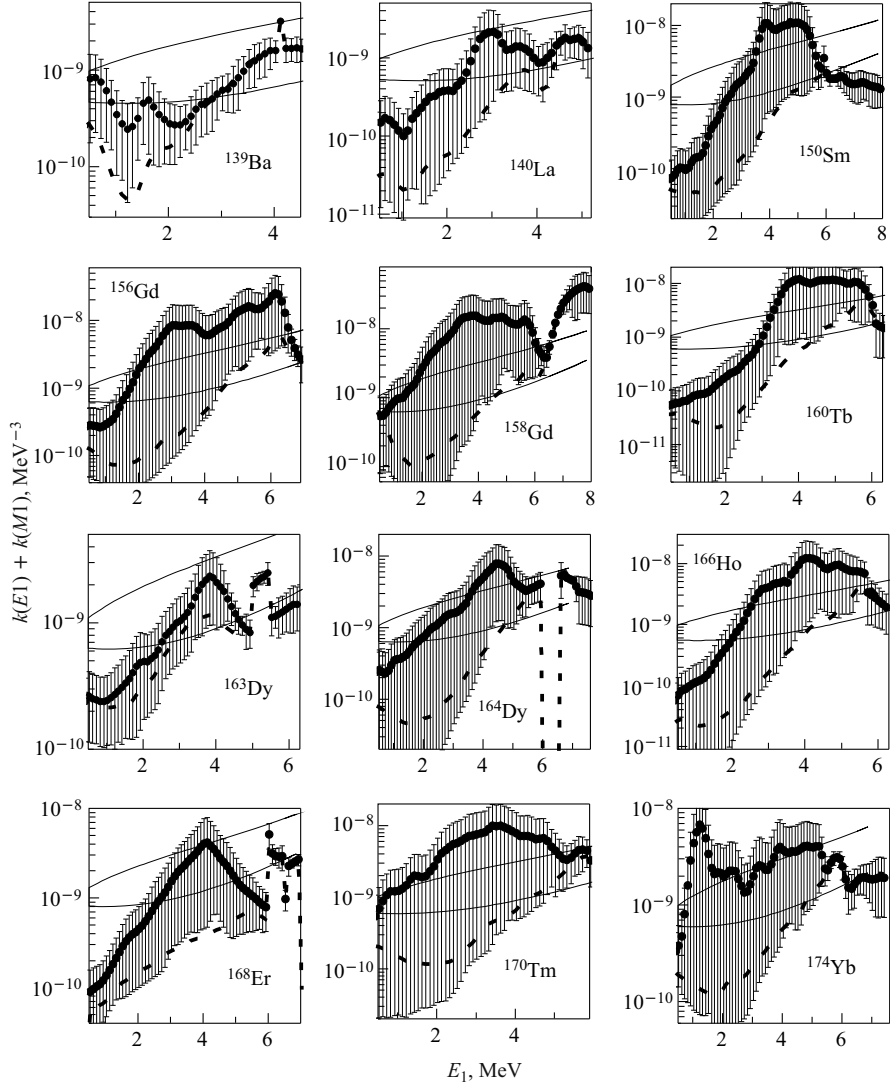 10⁻⁹
10⁻¹⁰
¹³⁹Ba
2 4
10⁻⁹
10⁻¹⁰
10⁻¹¹
¹⁴⁰La
2 4
10⁻⁸
10⁻⁹
10⁻¹⁰
¹⁵⁰Sm
2 4 6 8
¹⁵⁶Gd
10⁻⁸
10⁻⁹
10⁻¹⁰
2 4 6
10⁻⁸
10⁻⁹
10⁻¹⁰
¹⁵⁸Gd
2 4 6 8
10⁻⁸
10⁻⁹
10⁻¹⁰
10⁻¹¹
¹⁶⁰Tb
2 4 6
k(E1) + k(M1), MeV⁻³
10⁻⁹
10⁻¹⁰
¹⁶³Dy
2 4 6
10⁻⁸
10⁻⁹
10⁻¹⁰
¹⁶⁴Dy
2 4 6
¹⁶⁶Ho
10⁻⁸
10⁻⁹
10⁻¹⁰
10⁻¹¹
2 4 6
10⁻⁸
10⁻⁹
10⁻¹⁰
¹⁶⁸Er
2 4 6
10⁻⁸
10⁻⁹
10⁻¹⁰
¹⁷⁰Tm
2 4
10⁻⁸
10⁻⁹
10⁻¹⁰
¹⁷⁴Yb
2 4 6
E₁, MeV